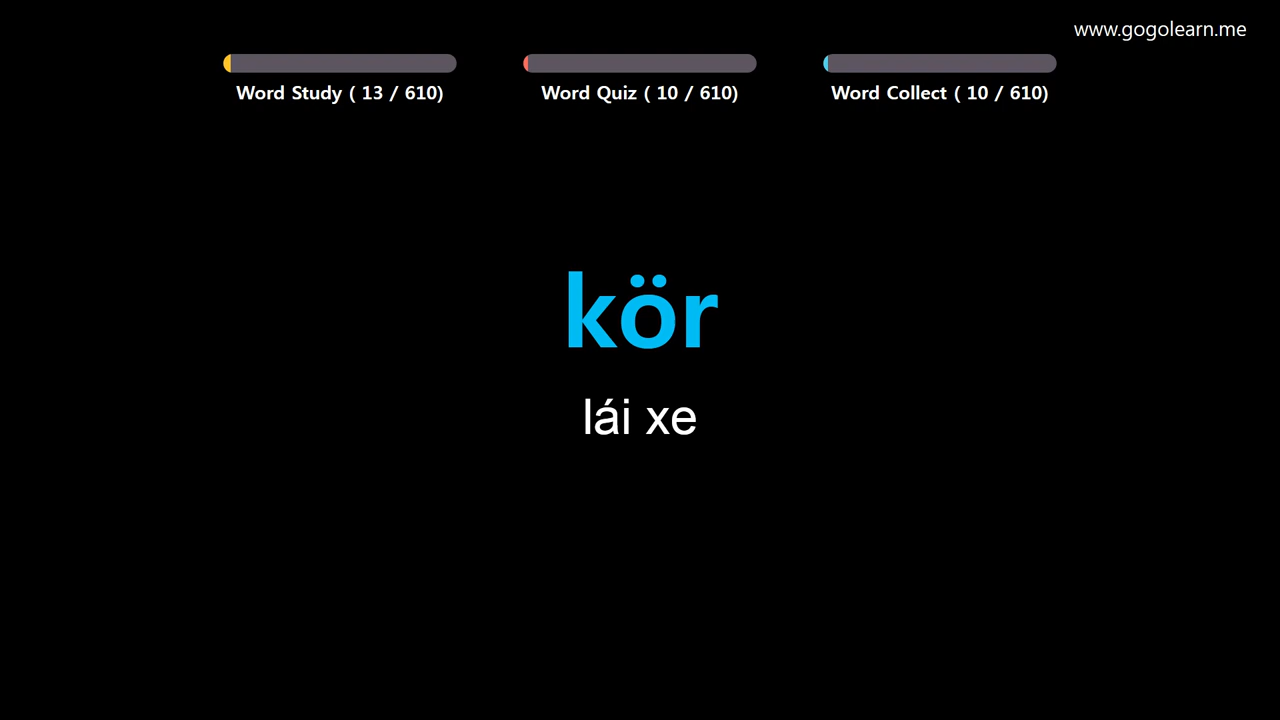 www.gogolearn.me
Word Study ( 13 / 610)
Word Quiz ( 10 / 610)
Word Collect ( 10 / 610)
kör
lái xe